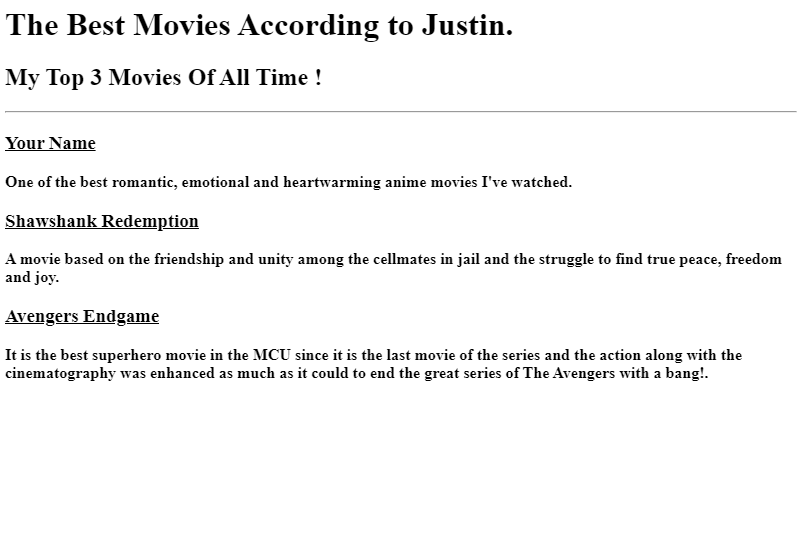 The Best Movies According to Justin.
My Top 3 Movies Of All Time !
Your Name
One of the best romantic, emotional and heartwarming anime movies I've watched.
Shawshank Redemption
A movie based on the friendship and unity among the cellmates in jail and the struggle to find true peace, freedom
and joy.
Avengers Endgame
It is the best superhero movie in the MCU since it is the last movie of the series and the action along with the
cinematography was enhanced as much as it could to end the great series of The Avengers with a bang!.